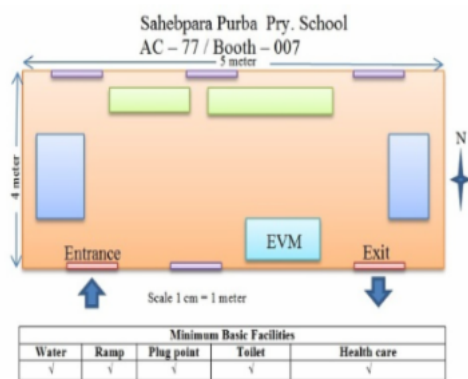 Sahebpara Purba Pry. School
AC – 77 / Booth – 007
5 meter
4 meter
N
EVM
Entrance
Exit
Scale 1 cm = 1 meter
Minimum Basic Facilities
Water Ramp Plug point Toilet Health care
√ √ √ √ √